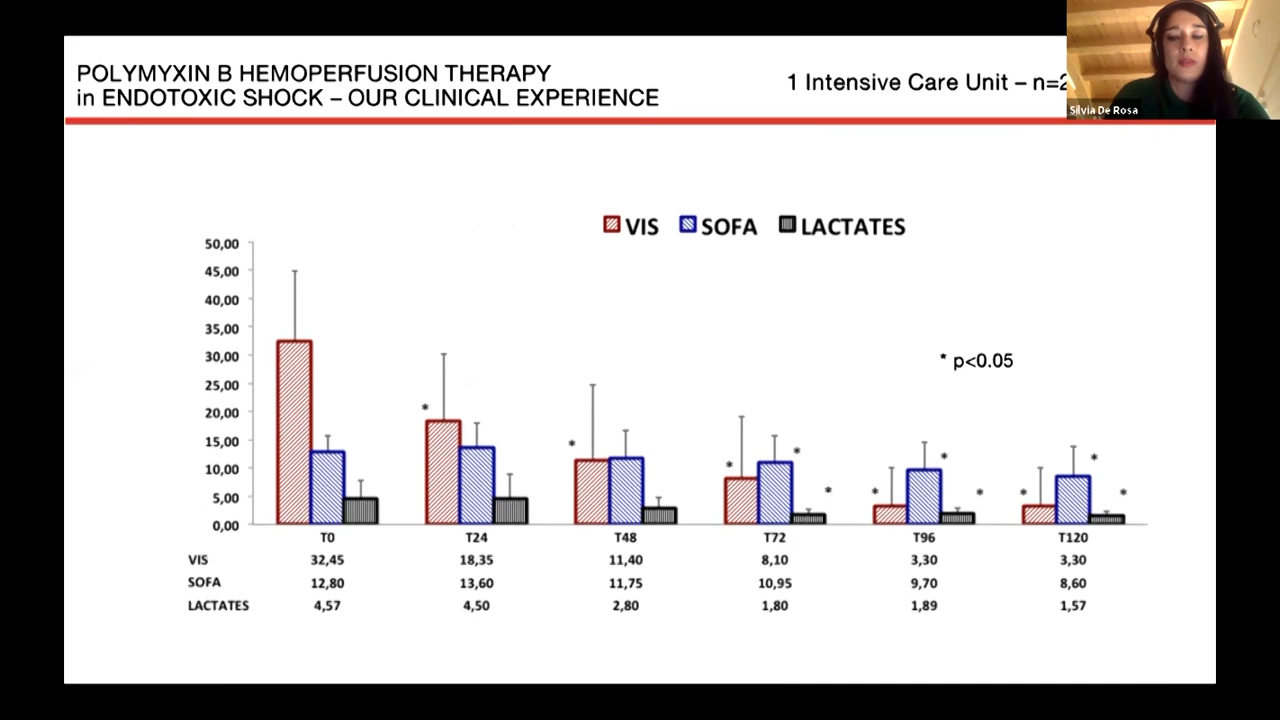 POLYMYXIN B HEMOPERFUSION THERAPY
in ENDOTOXIC SHOCK – OUR CLINICAL EXPERIENCE
1 Intensive Care Unit – n=2
Silvia De Rosa
VIS SOFA LACTATES
50,00
45,00
40,00
35,00
30,00
25,00
20,00
15,00
10,00
5,00
0,00
* p<0.05
*
*
*
*
*
*
*
*
*
*
*
T0 T24 T48 T72 T96 T120
VIS 32,45 18,35 11,40 8,10 3,30 3,30
SOFA 12,80 13,60 11,75 10,95 9,70 8,60
LACTATES 4,57 4,50 2,80 1,80 1,89 1,57